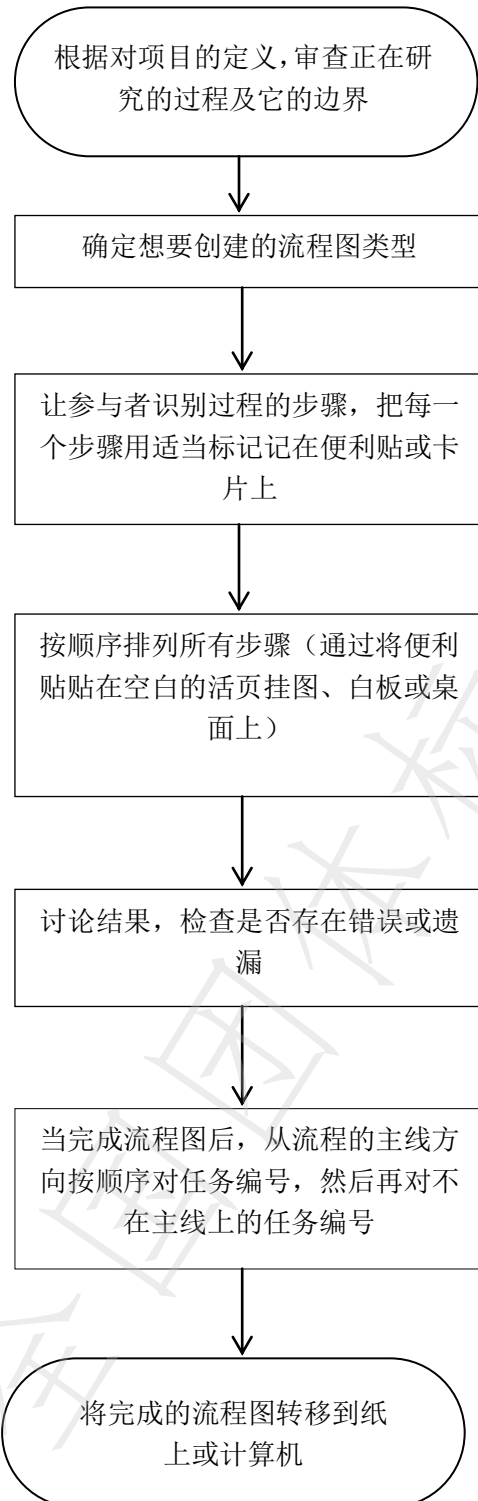 根据对项目的定义，审查正在研
究的过程及它的边界
确定想要创建的流程图类型
让参与者识别过程的步骤，把每一
个步骤用适当标记记在便利贴或卡
片上
按顺序排列所有步骤（通过将便利
贴贴在空白的活页挂图、白板或桌
面上）
讨论结果，检查是否存在错误或遗
漏
当完成流程图后，从流程的主线方
向按顺序对任务编号，然后再对不
在主线上的任务编号
将完成的流程图转移到纸
上或计算机
全国团体标